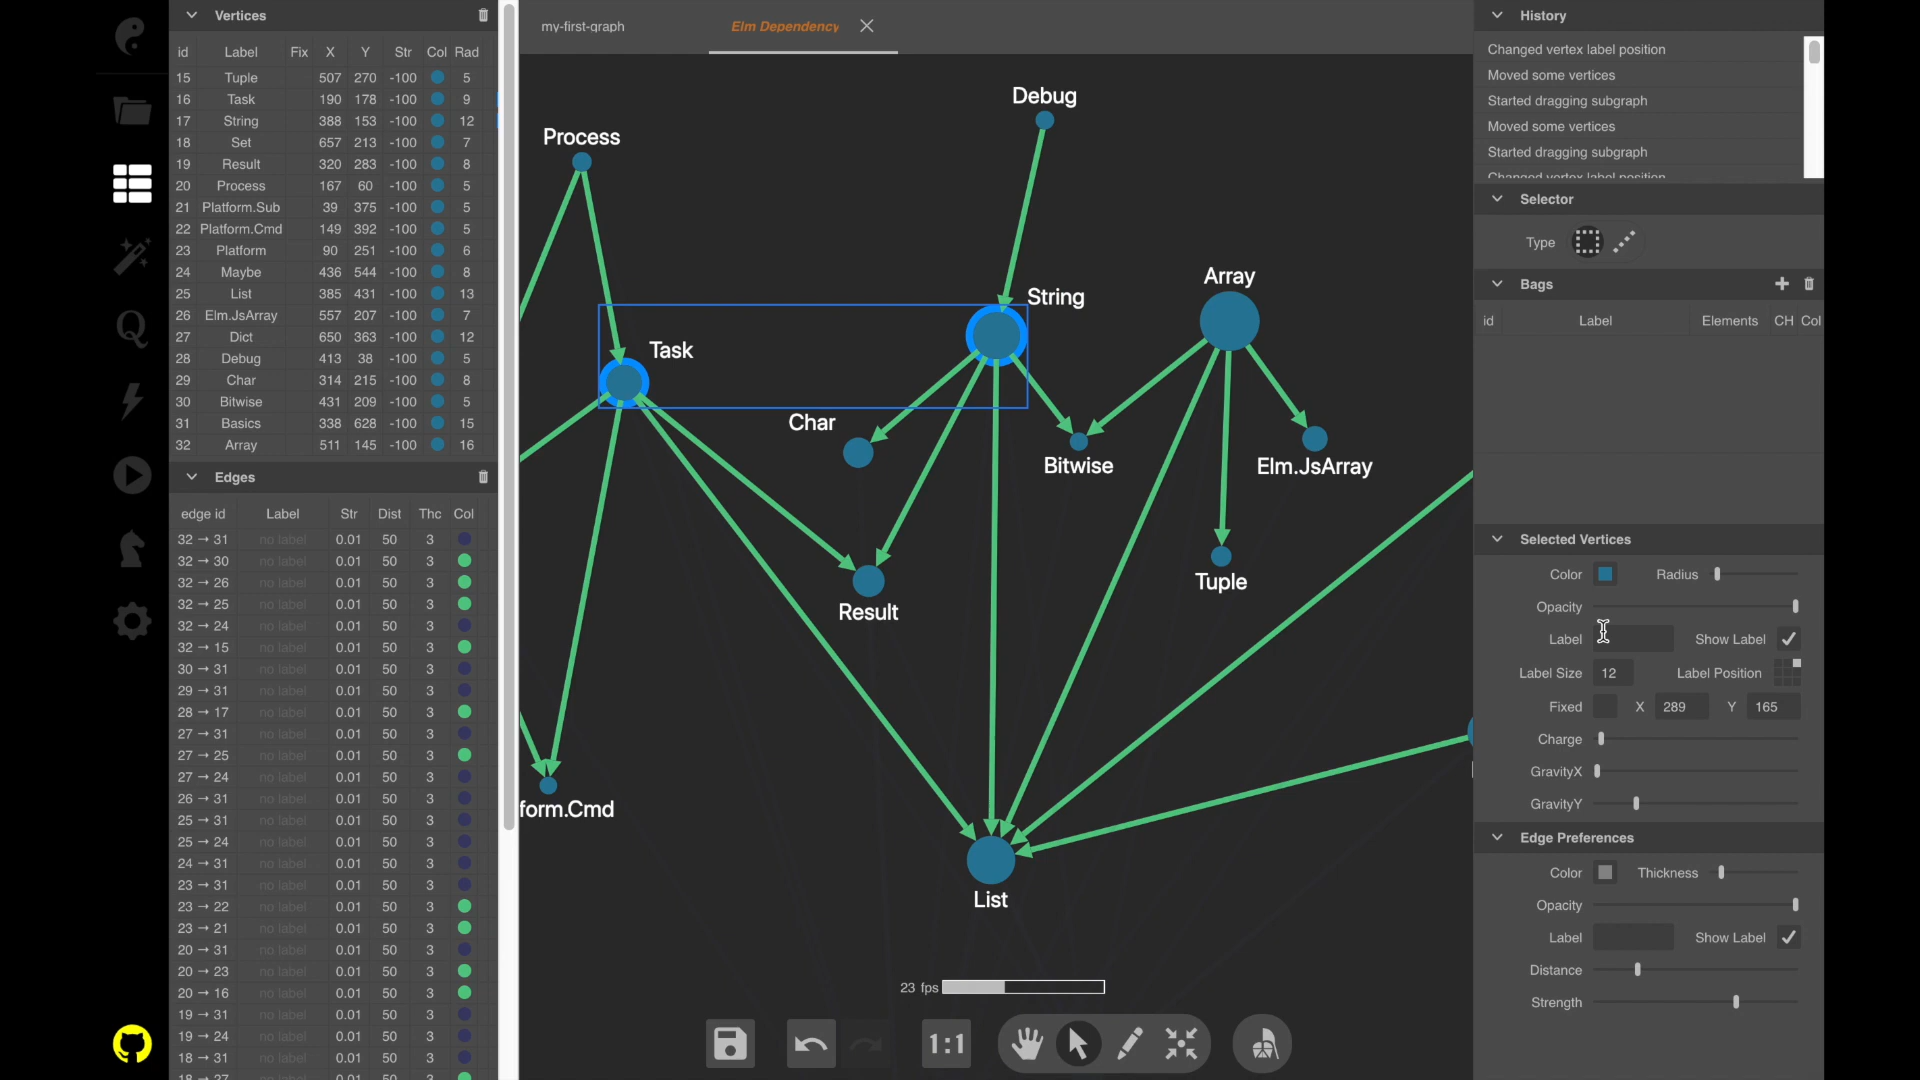 Vertices
id Label Fix X Y Str Col Rad
15 Tuple 507 270 -100 5
16 Task 190 178 -100 9
17 String 388 153 -100 12
18 Set 657 213 -100 7
19 Result 320 283 -100 8
20 Process 167 60 -100 5
21 Platform.Sub 39 375 -100 5
22 Platform.Cmd 149 392 -100 5
23 Platform 90 251 -100 6
24 Maybe 436 544 -100 8
25 List 385 431 -100 13
26 Elm.JsArray 557 207 -100 7
27 Dict 650 363 -100 12
28 Debug 413 38 -100 5
29 Char 314 215 -100 8
30 Bitwise 431 209 -100 5
31 Basics 338 628 -100 15
32 Array 511 145 -100 16
Edges
edge id Label Str Dist Thc Col
32 → 31 no label 0.01 50 3
32 → 30 no label 0.01 50 3
32 → 26 no label 0.01 50 3
32 → 25 no label 0.01 50 3
32 → 24 no label 0.01 50 3
32 → 15 no label 0.01 50 3
30 → 31 no label 0.01 50 3
29 → 31 no label 0.01 50 3
28 → 17 no label 0.01 50 3
27 → 31 no label 0.01 50 3
27 → 25 no label 0.01 50 3
27 → 24 no label 0.01 50 3
26 → 31 no label 0.01 50 3
25 → 31 no label 0.01 50 3
25 → 24 no label 0.01 50 3
24 → 31 no label 0.01 50 3
23 → 31 no label 0.01 50 3
23 → 22 no label 0.01 50 3
23 → 21 no label 0.01 50 3
20 → 31 no label 0.01 50 3
20 → 23 no label 0.01 50 3
20 → 16 no label 0.01 50 3
19 → 31 no label 0.01 50 3
19 → 24 no label 0.01 50 3
18 → 31 no label 0.01 50 3
18 → 27 no label 0.01 50 3
my-first-graph
Elm Dependency
Debug
Process
Array
String
Task
Char
Bitwise
Elm.JsArray
Tuple
Result
form.Cmd
List
23 fps
1:1
History
Changed vertex label position
Moved some vertices
Started dragging subgraph
Moved some vertices
Started dragging subgraph
Changed vertex label position
Selector
Type
Bags
id Label Elements CH Col
Selected Vertices
Color Radius
Opacity
Label Show Label
Label Size 12 Label Position
Fixed X 289 Y 165
Charge
GravityX
GravityY
Edge Preferences
Color Thickness
Opacity
Label Show Label
Distance
Strength